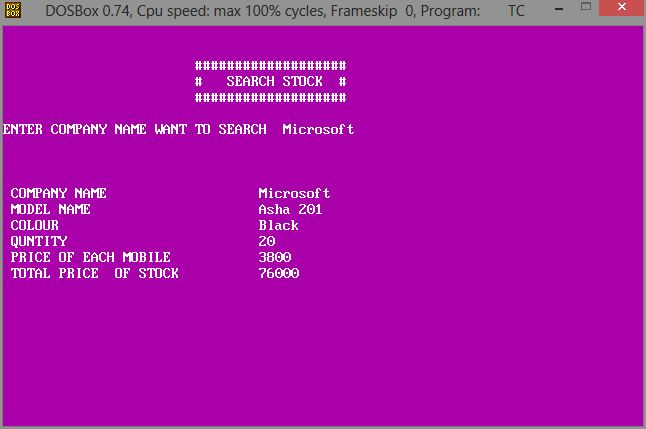 DOS BOX DOSBox 0.74, Cpu speed: max 100% cycles, Frameskip 0, Program: TC
###################
# SEARCH STOCK #
###################
ENTER COMPANY NAME WANT TO SEARCH Microsoft
COMPANY NAME Microsoft
MODEL NAME Asha 201
COLOUR Black
QUNTITY 20
PRICE OF EACH MOBILE 3800
TOTAL PRICE OF STOCK 76000